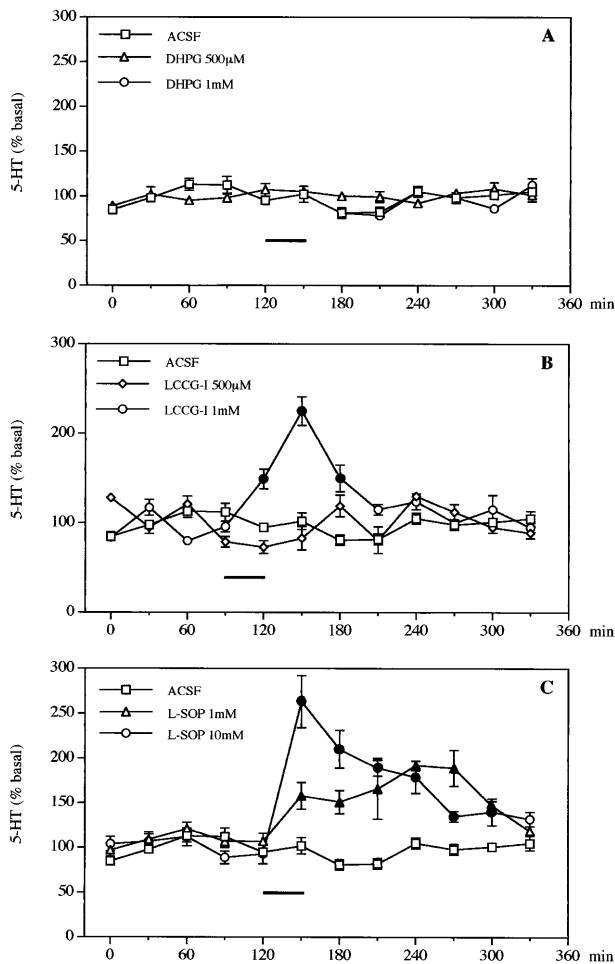 300
250
200
150
100
50
0
5-HT (% basal)
ACSF
DHPG 500µM
DHPG 1mM
A
0 60 120 180 240 300 360 min
300
200
100
0
5-HT (% basal)
ACSF
LCCG-I 500µM
LCCG-I 1mM
B
0 60 120 180 240 300 360 min
300
250
200
150
100
50
0
5-HT (% basal)
ACSF
L-SOP 1mM
L-SOP 10mM
C
0 60 120 180 240 300 360 min